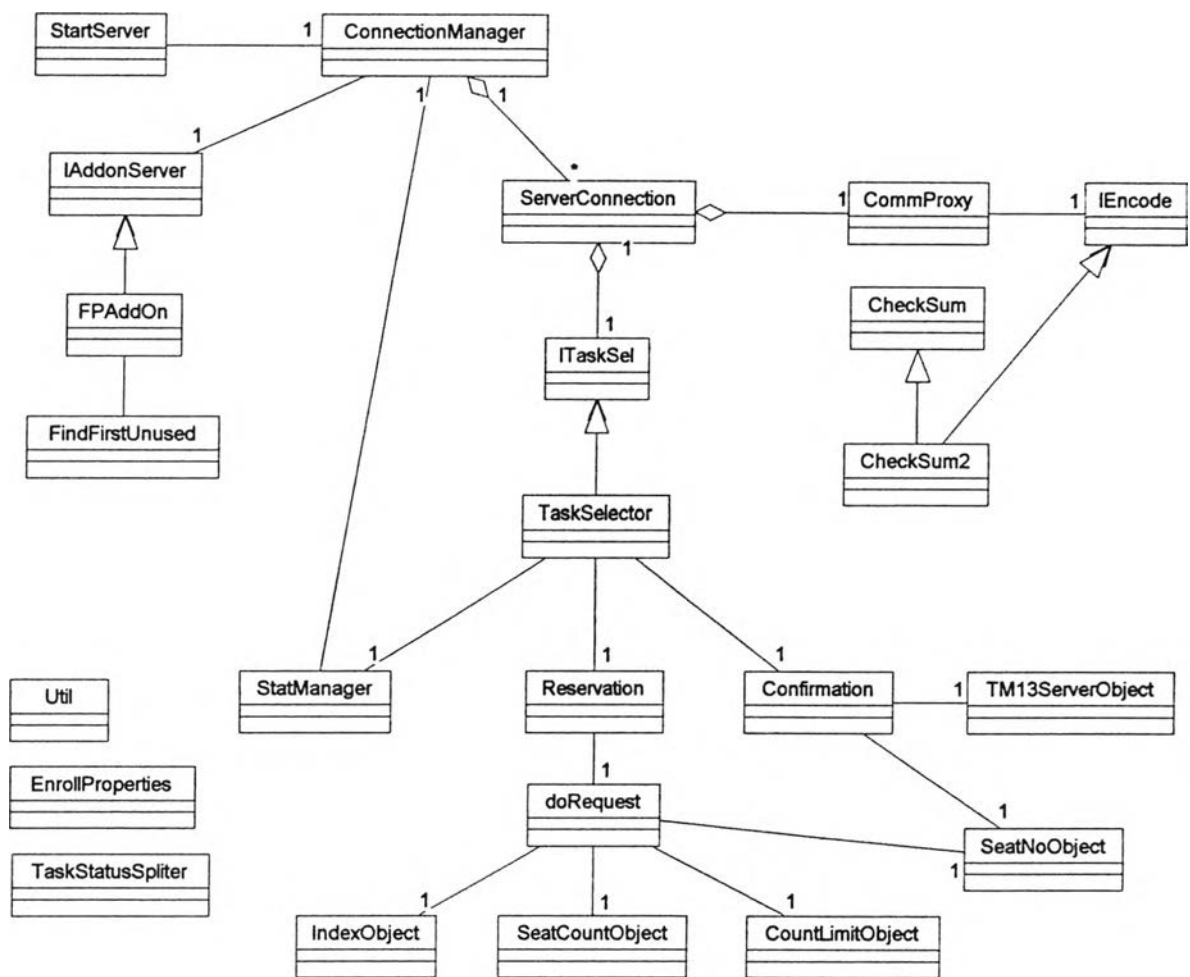 StartServer
1
ConnectionManager
1
1
1
IAddonServer
*
ServerConnection
1
CommProxy
1
IEncode
1
FPAddOn
CheckSum
1
ITaskSel
FindFirstUnused
CheckSum2
TaskSelector
1
1
1
StatManager
Reservation
Confirmation
1
TM13ServerObject
Util
EnrollProperties
1
doRequest
1
SeatNoObject
1
TaskStatusSpliter
1
1
1
IndexObject
SeatCountObject
CountLimitObject